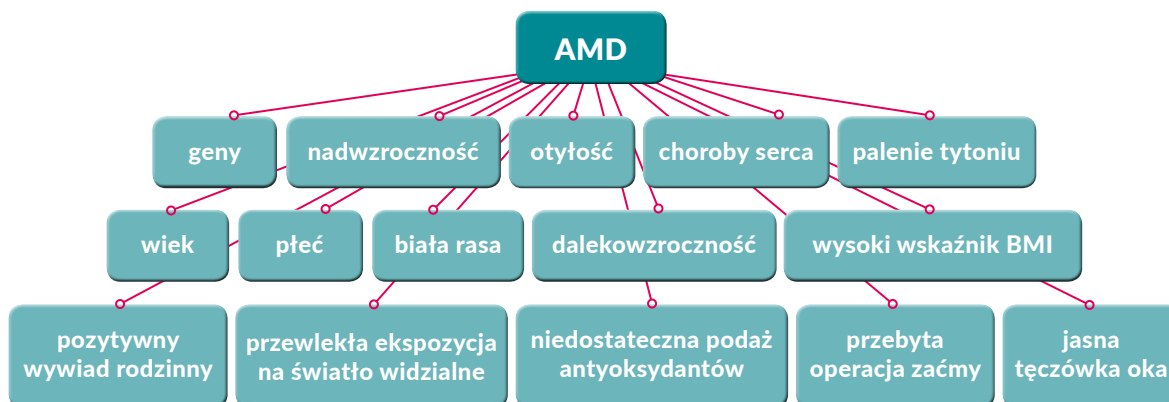 AMD
geny
nadwzroczność
otyłość
choroby serca
palenie tytoniu
wiek
płeć
biała rasa
dalekowzroczność
wysoki wskaźnik BMI
pozytywny
wywiad rodzinny
przewlekła ekspozycja
na światło widzialne
niedostateczna podaż
antyoksydantów
przebyta
operacja zaćmy
jasna
tęczówka oka